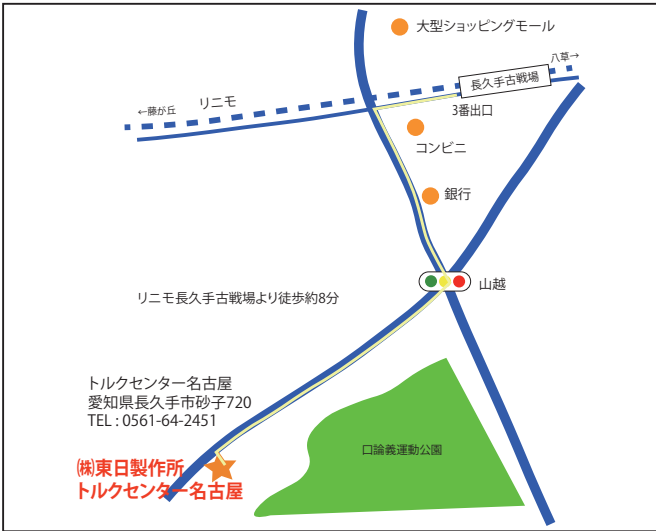 大型ショッピングモール
八草→
長久手古戦場
リニモ
←藤が丘
3番出口
コンビニ
銀行
山越
リニモ長久手古戦場より徒歩約8分
トルクセンター名古屋
愛知県長久手市砂子720
TEL : 0561-64-2451
口論義運動公園
㈱東日製作所
トルクセンター名古屋